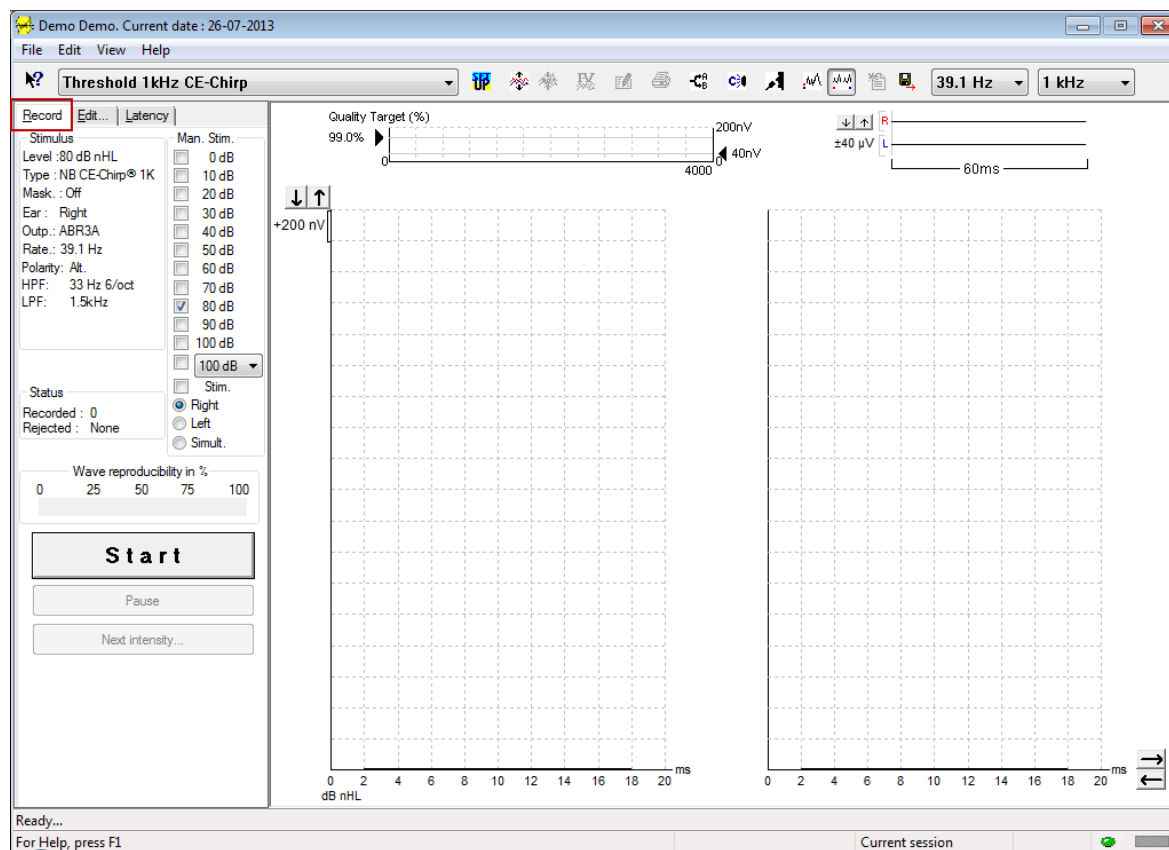 Demo Demo. Current date : 26-07-2013
File Edit View Help
Threshold 1kHz CE-Chirp
39.1 Hz
1 kHz
Record Edit... Latency
Stimulus
Level :80 dB nHL
Type : NB CE-Chirp® 1K
Mask. : Off
Ear : Right
Outp.: ABR3A
Rate.: 39.1 Hz
Polarity: Alt.
HPF: 33 Hz 6/oct
LPF: 1.5kHz
Man. Stim.
0 dB
10 dB
20 dB
30 dB
40 dB
50 dB
60 dB
70 dB
80 dB
90 dB
100 dB
100 dB
Stim.
Right
Left
Simult.
Status
Recorded : 0
Rejected : None
Wave reproducibility in %
0 25 50 75 100
Start
Pause
Next intensity...
Quality Target (%)
99.0%
0
200nV
40nV
0
4000
R
±40 µV L
60ms
+200 nV
0 2 4 6 8 10 12 14 16 18 20 ms
dB nHL
0 2 4 6 8 10 12 14 16 18 20 ms
Ready...
For Help, press F1
Current session